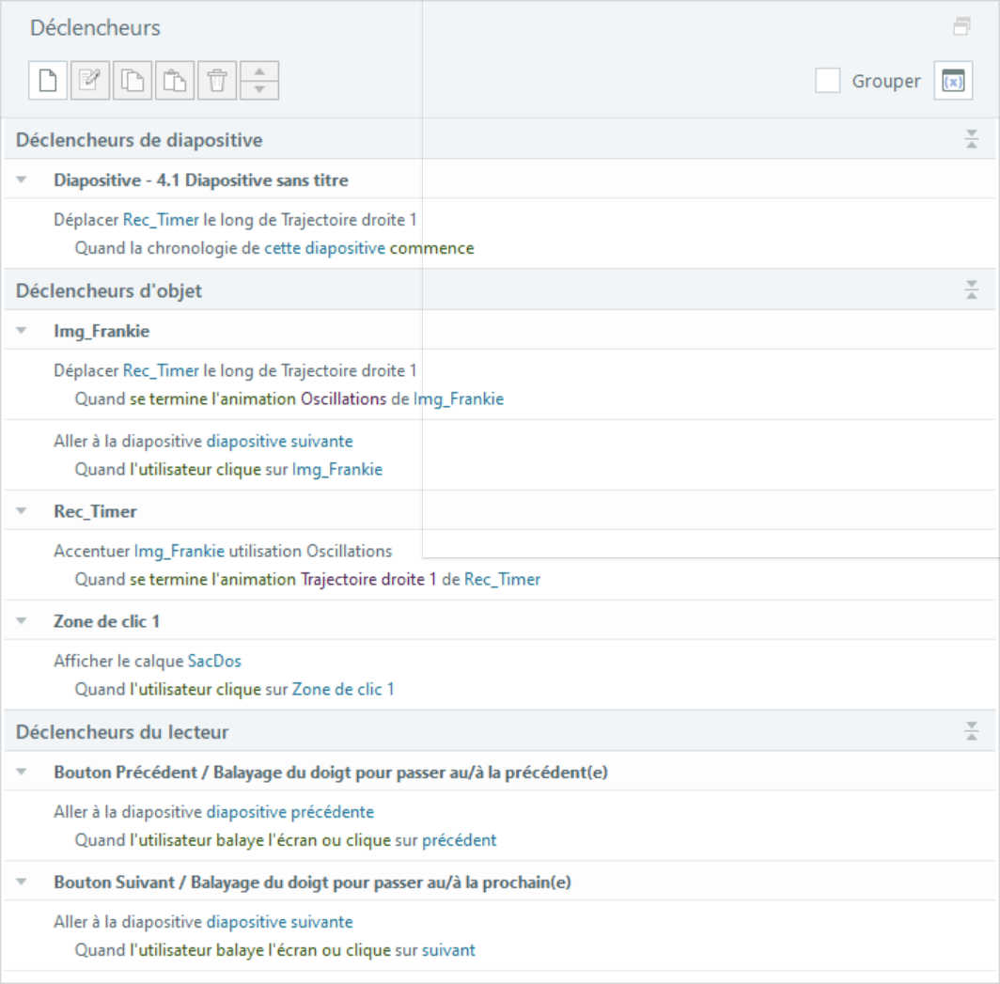 Déclencheurs
Grouper
(x)
Déclencheurs de diapositive
Diapositive - 4.1 Diapositive sans titre
Déplacer Rec_Timer le long de Trajectoire droite 1
Quand la chronologie de cette diapositive commence
Déclencheurs d'objet
Img_Frankie
Déplacer Rec_Timer le long de Trajectoire droite 1
Quand se termine l'animation Oscillations de Img_Frankie
Aller à la diapositive diapositive suivante
Quand l'utilisateur clique sur Img_Frankie
Rec_Timer
Accentuer Img_Frankie utilisation Oscillations
Quand se termine l'animation Trajectoire droite 1 de Rec_Timer
Zone de clic 1
Afficher le calque SacDos
Quand l'utilisateur clique sur Zone de clic 1
Déclencheurs du lecteur
Bouton Précédent / Balayage du doigt pour passer au/à la précédent(e)
Aller à la diapositive diapositive précédente
Quand l'utilisateur balaye l'écran ou clique sur précédent
Bouton Suivant / Balayage du doigt pour passer au/à la prochain(e)
Aller à la diapositive diapositive suivante
Quand l'utilisateur balaye l'écran ou clique sur suivant